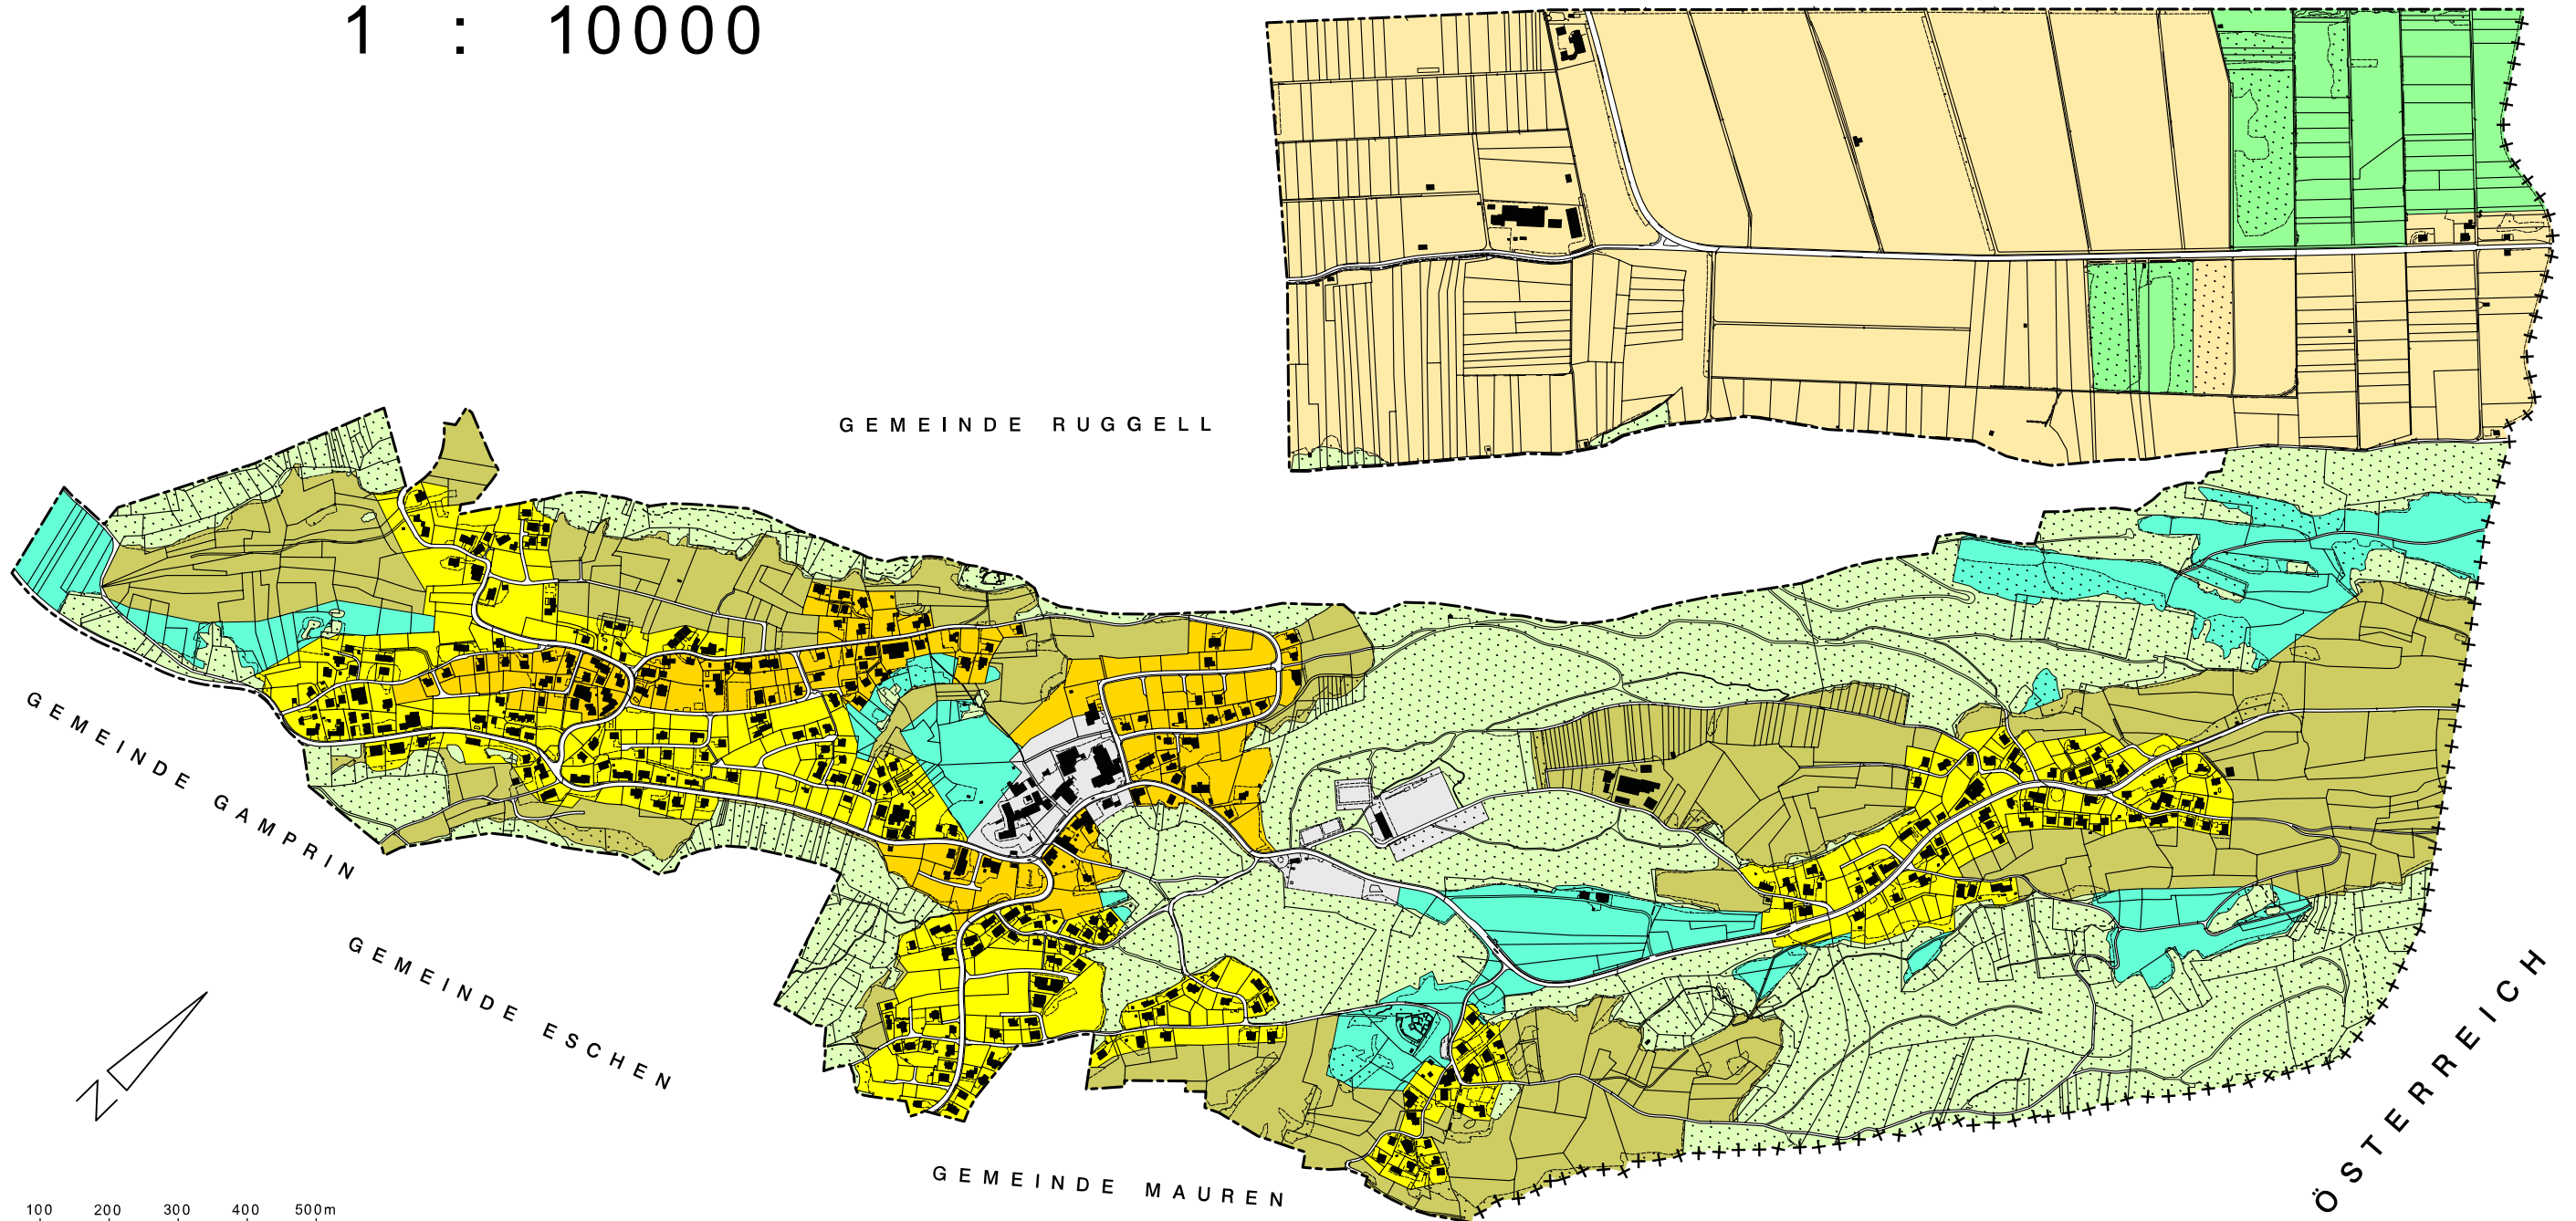 1 : 10000
GEMEINDE RUGGELL
GEMEINDE GAMPRIN
GEMEINDE ESCHEN
GEMEINDE MAUREN
ÖSTERREICH
N
100 200 300 400 500m